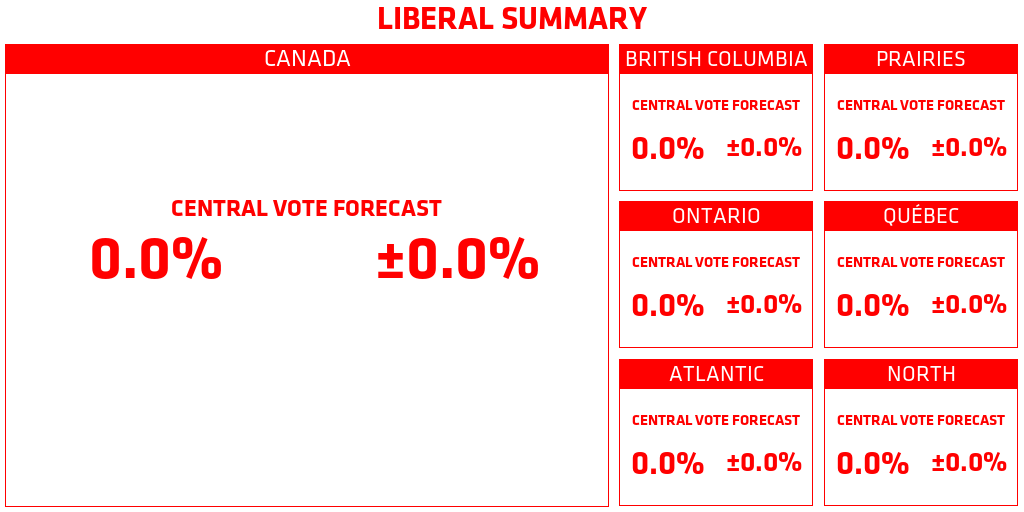 LIBERAL SUMMARY
CANADA
CENTRAL VOTE FORECAST
0.0% ±0.0%
BRITISH COLUMBIA
CENTRAL VOTE FORECAST
0.0% ±0.0%
PRAIRIES
CENTRAL VOTE FORECAST
0.0% ±0.0%
ONTARIO
CENTRAL VOTE FORECAST
0.0% ±0.0%
QUÉBEC
CENTRAL VOTE FORECAST
0.0% ±0.0%
ATLANTIC
CENTRAL VOTE FORECAST
0.0% ±0.0%
NORTH
CENTRAL VOTE FORECAST
0.0% ±0.0%